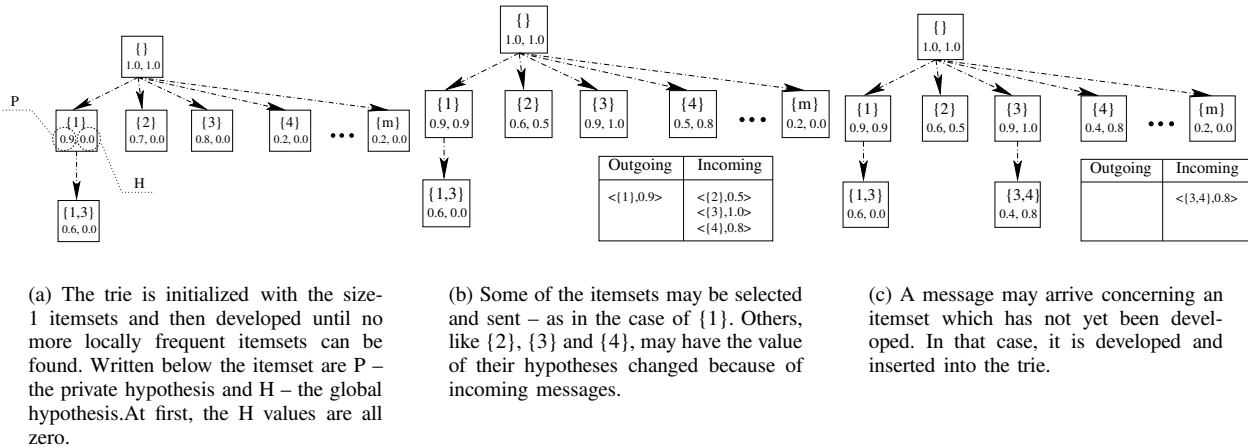 {}
1.0, 1.0
P
{1}
0.9, 0.0
{2}
0.7, 0.0
{3}
0.8, 0.0
{4}
0.2, 0.0
{m}
0.2, 0.0
H
{1,3}
0.6, 0.0
(a) The trie is initialized with the size-
1 itemsets and then developed until no
more locally frequent itemsets can be
found. Written below the itemset are P –
the private hypothesis and H – the global
hypothesis.At first, the H values are all
zero.
{}
1.0, 1.0
{1}
0.9, 0.9
{2}
0.6, 0.5
{3}
0.9, 1.0
{4}
0.5, 0.8
{m}
0.2, 0.0
{1,3}
0.6, 0.0
Outgoing Incoming
<{1},0.9> <{2},0.5>
<{3},1.0>
<{4},0.8>
(b) Some of the itemsets may be selected
and sent – as in the case of {1}. Others,
like {2}, {3} and {4}, may have the value
of their hypotheses changed because of
incoming messages.
{}
1.0, 1.0
{1}
0.9, 0.9
{2}
0.6, 0.5
{3}
0.9, 1.0
{4}
0.4, 0.8
{m}
0.2, 0.0
{1,3}
0.6, 0.0
{3,4}
0.4, 0.8
Outgoing Incoming
<{3,4},0.8>
(c) A message may arrive concerning an
itemset which has not yet been devel-
oped. In that case, it is developed and
inserted into the trie.